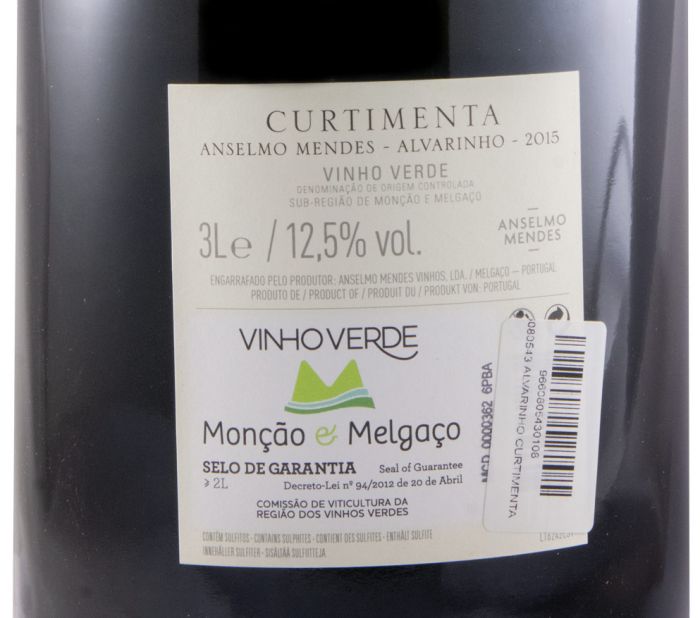 CURTIMENTA
ANSELMO MENDES - ALVARINHO - 2015
VINHO VERDE
DENOMINAÇÃO DE ORIGEM CONTROLADA
SUB-REGIÃO DE MONÇÃO E MELGAÇO
3L e / 12,5% vol.
ANSELMO
MENDES
ENGARRAFADO PELO PRODUTOR: ANSELMO MENDES VINHOS, LDA. / MELGAÇO – PORTUGAL
PRODUTO DE / PRODUCT OF / PRODUIT DU / PRODUKT VON: PORTUGAL
VINHO VERDE
Monção e Melgaço
SELO DE GARANTIA Seal of Guarantee
≥ 2L Decreto-Lei nº 94/2012 de 20 de Abril
COMISSÃO DE VITICULTURA DA
REGIÃO DOS VINHOS VERDES
0000362 6PBA
080543 ALVARINHO CURTIMENTA
9660805430108
CONTÉM SULFITOS - CONTAINS SULPHITES - CONTIENT DES SULFITES - ENTHÄLT SULFITE
INNEHÅLLER SULFITER - SISÄLTÄÄ SULFIITTEJA